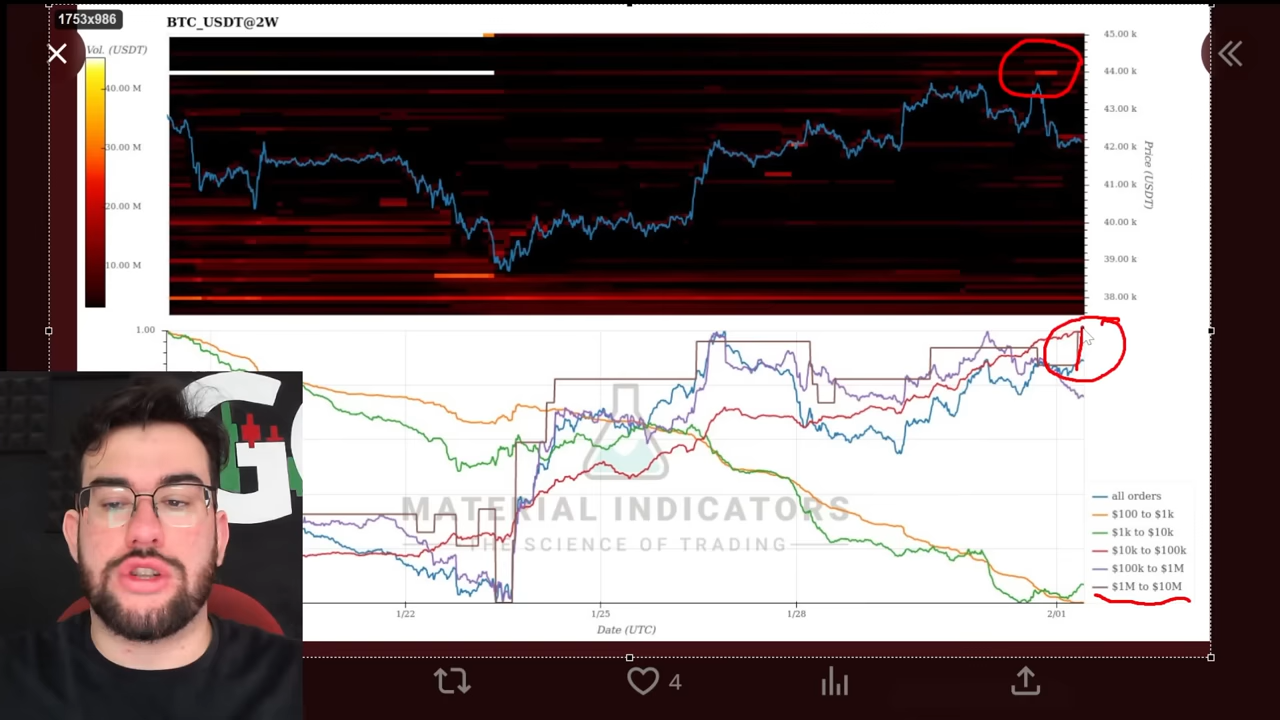 1753x986
BTC_USDT@2W
Vol. (USDT)
40.00 M
30.00 M
20.00 M
10.00 M
45.00 k
44.00 k
43.00 k
42.00 k
41.00 k
40.00 k
39.00 k
38.00 k
Price (USDT)
1.00
MATERIAL INDICATORS
THE SCIENCE OF TRADING
all orders
$100 to $1k
$1k to $10k
$10k to $100k
$100k to $1M
$1M to $10M
1/22
1/25
1/28
2/01
Date (UTC)
4